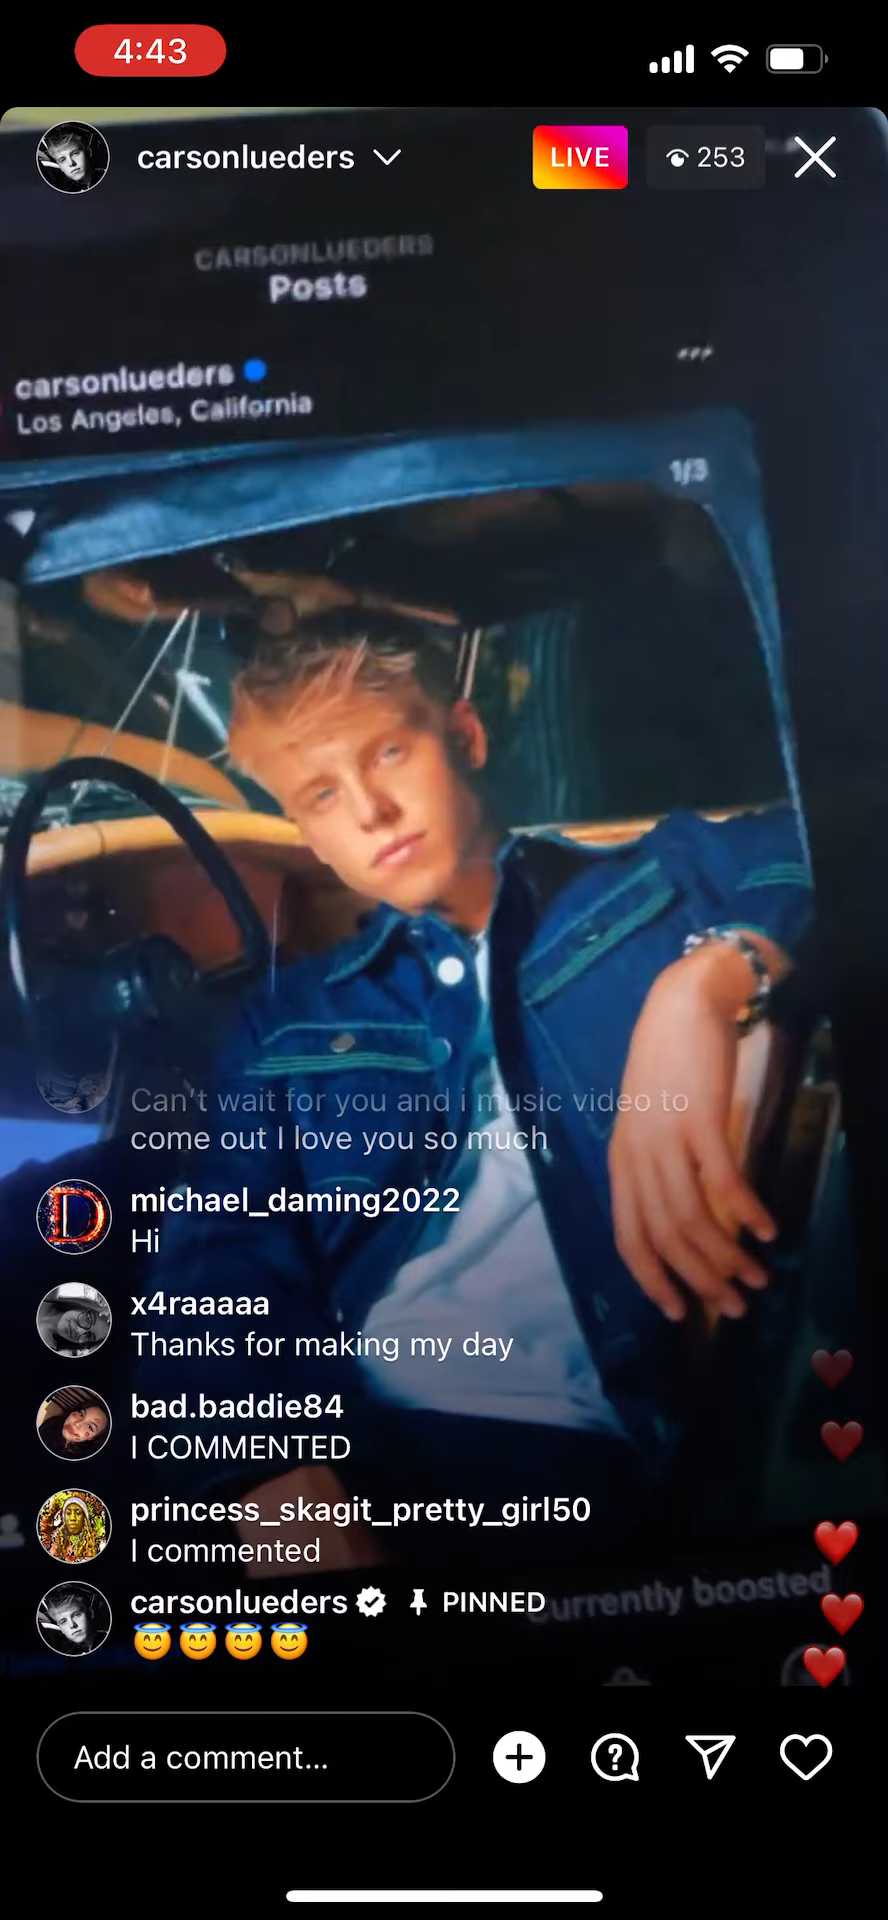 4:43
carsonlueders
LIVE
253
CARSONLUEDERS
Posts
carsonlueders
Los Angeles, California
1/3
Can't wait for you and i music video to
come out I love you so much
michael_daming2022
Hi
x4raaaaa
Thanks for making my day
bad.baddie84
I COMMENTED
princess_skagit_pretty_girl50
I commented
carsonlueders PINNED
Currently boosted
😇😇😇😇
Add a comment...